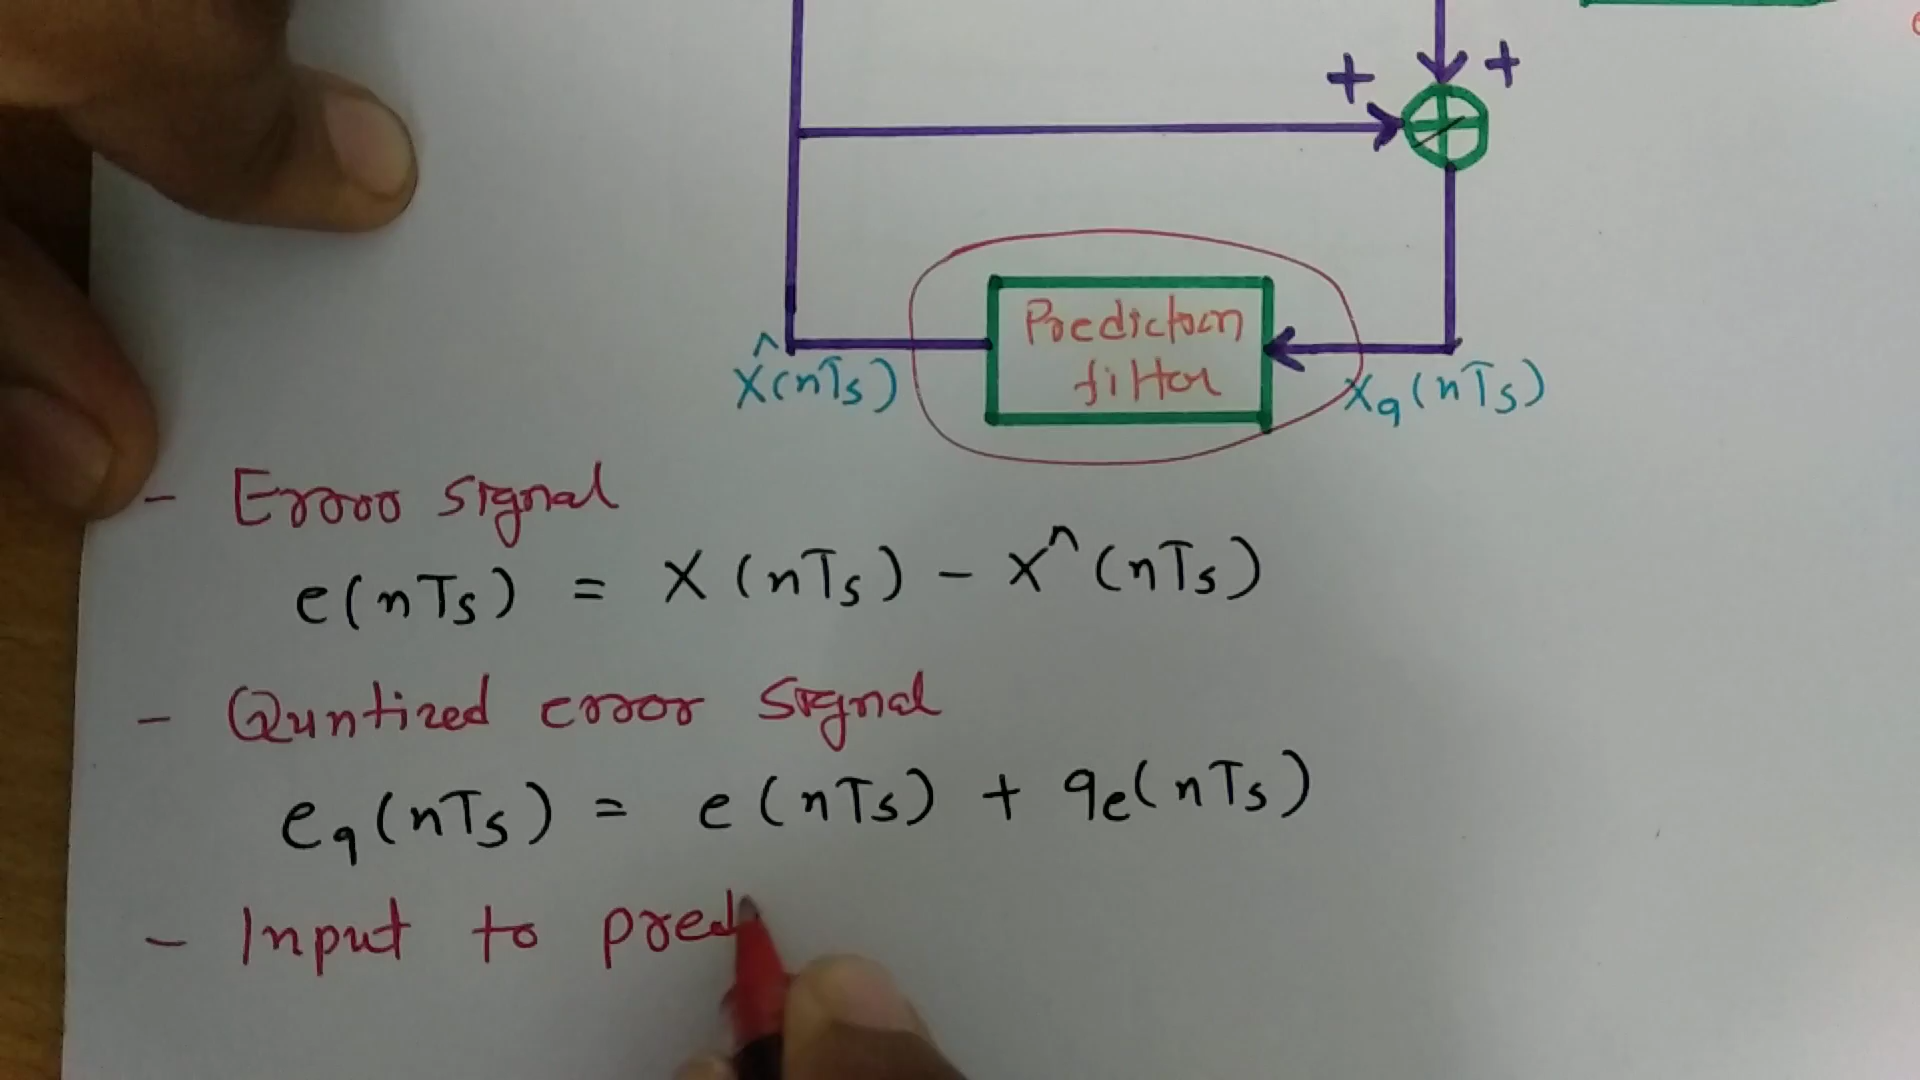 + +
Prediction
filter
x̂(nTs) xq(nTs)
- Error signal
e(nTs) = x(nTs) - x^(nTs)
- Quntized error signal
eq(nTs) = e(nTs) + qe(nTs)
- Input to pred